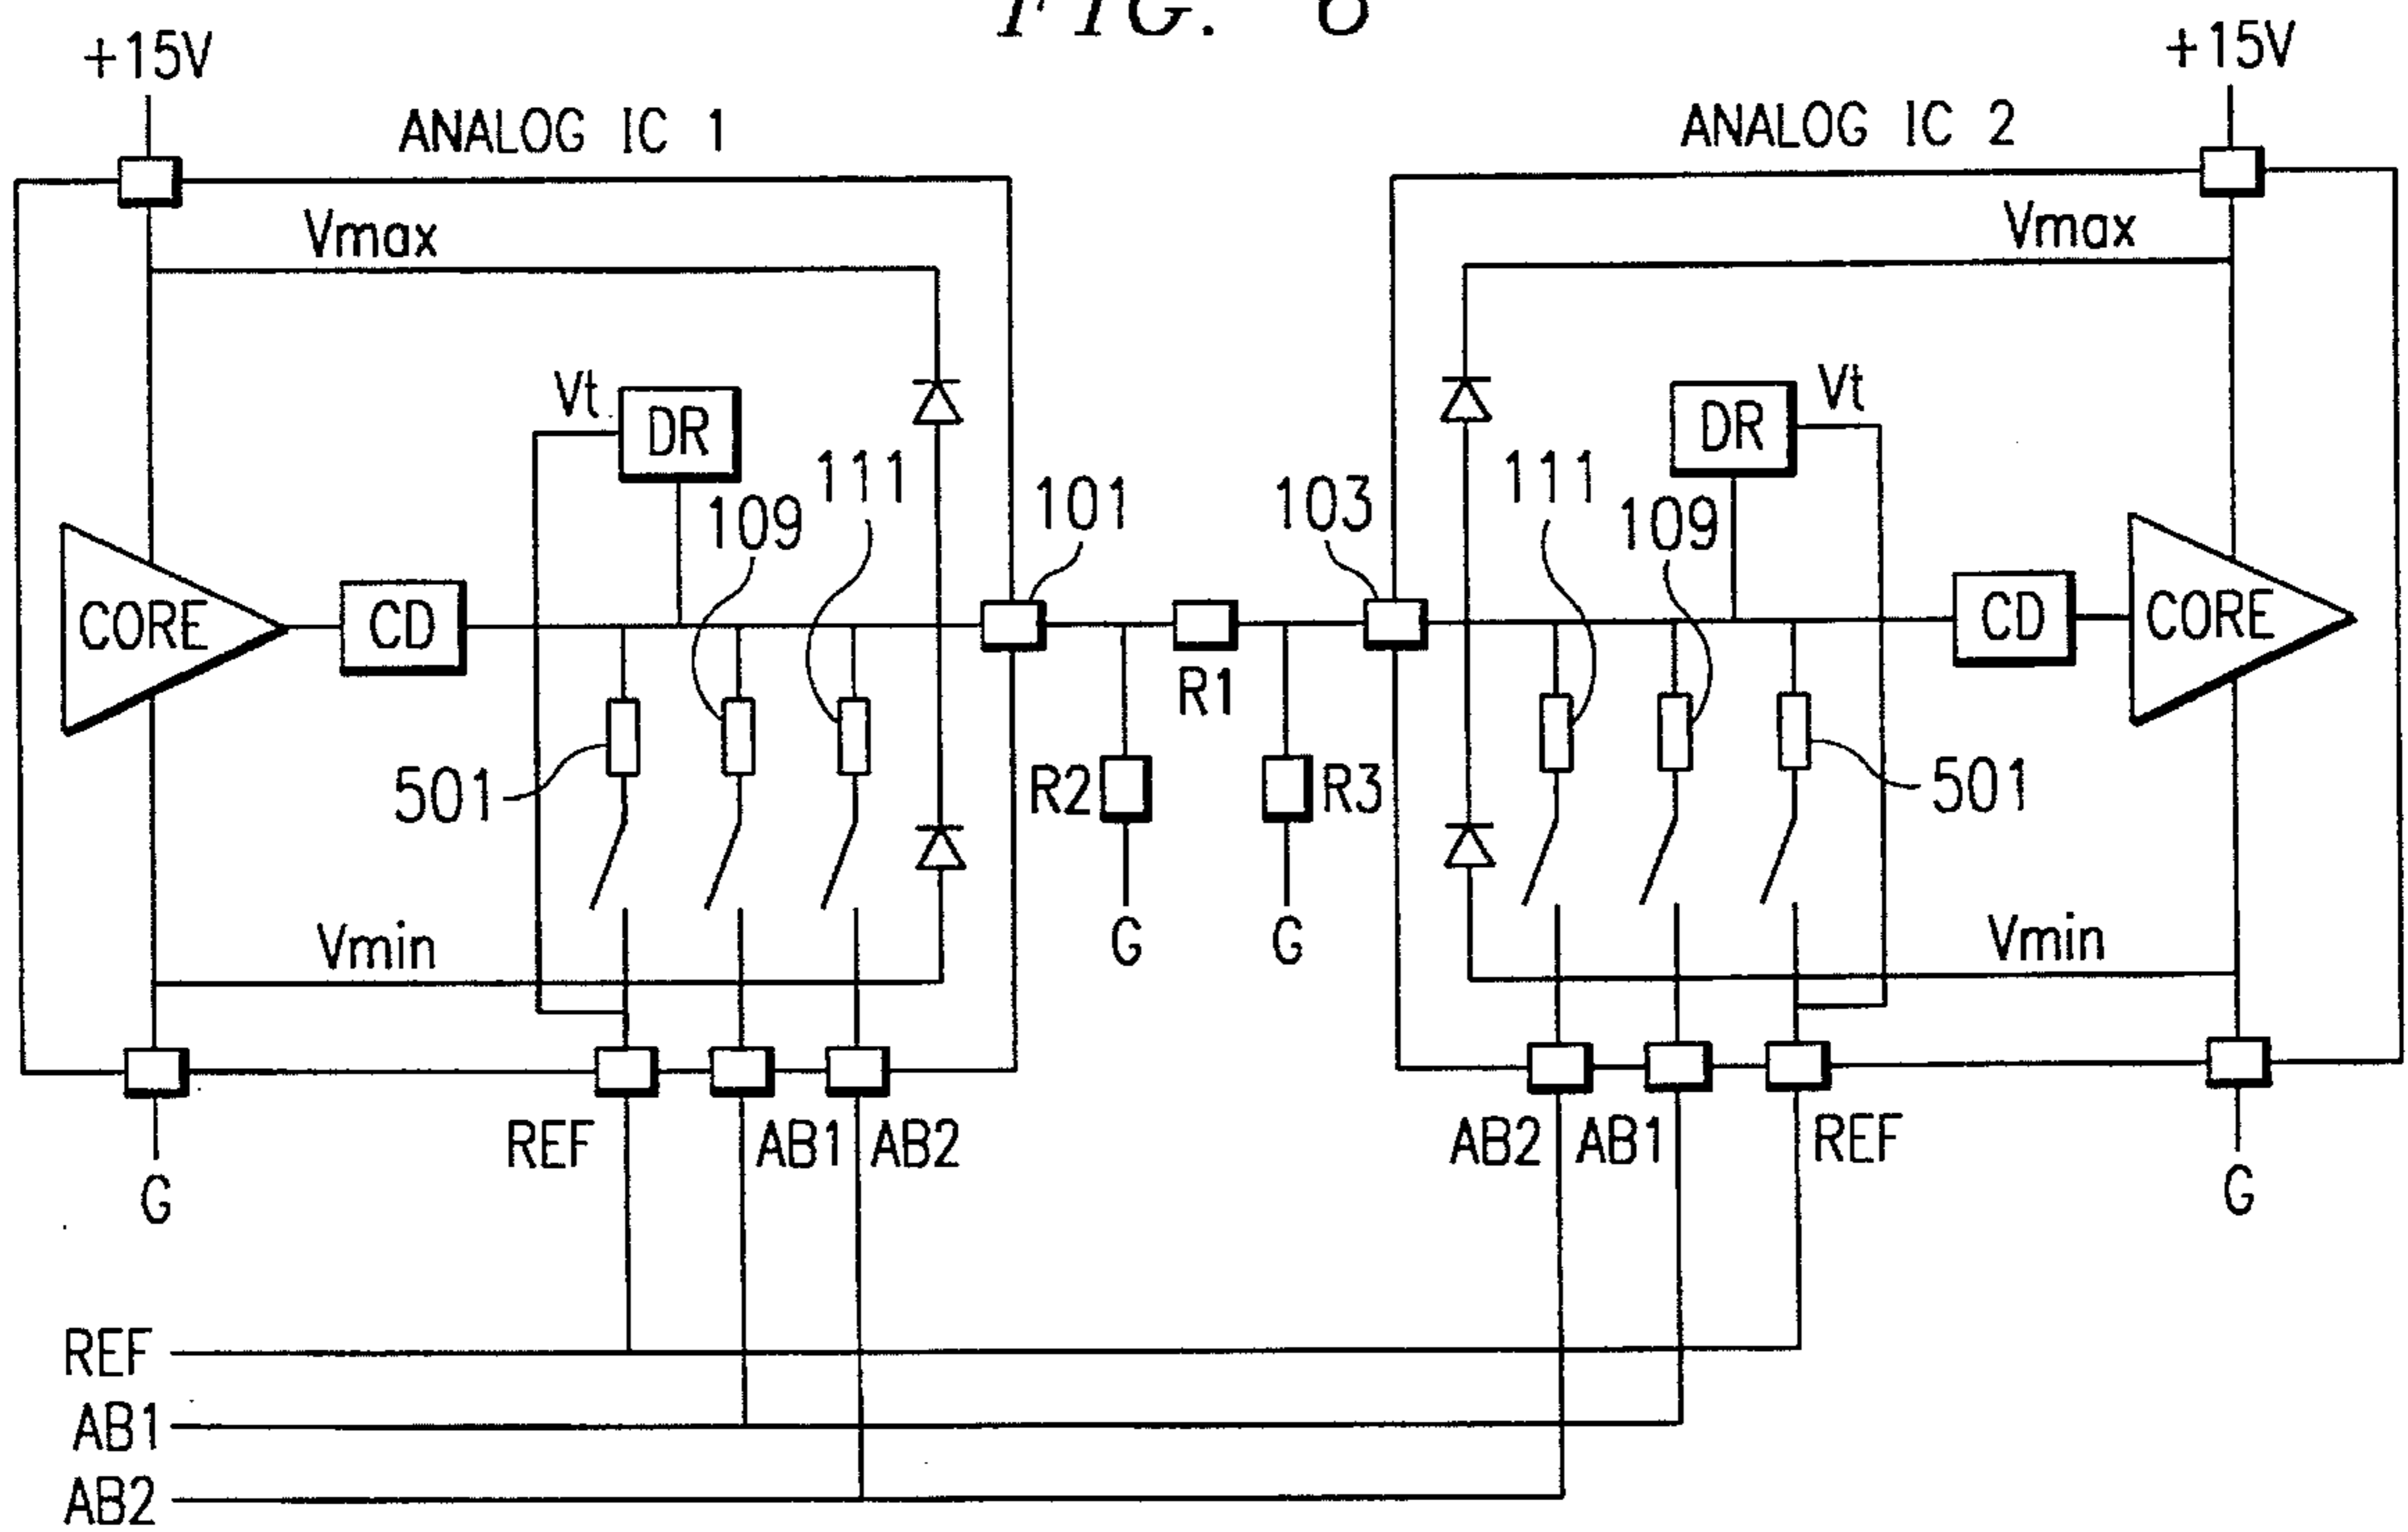 FIG. 6
+15V
+15V
ANALOG IC 1
ANALOG IC 2
Vmax
Vmax
Vt
DR
DR
Vt
109
111
101
103
111
109
CORE
CD
CD
CORE
R1
501
R2
R3
501
G
G
Vmin
Vmin
REF
AB1
AB2
AB2
AB1
REF
G
G
REF
AB1
AB2